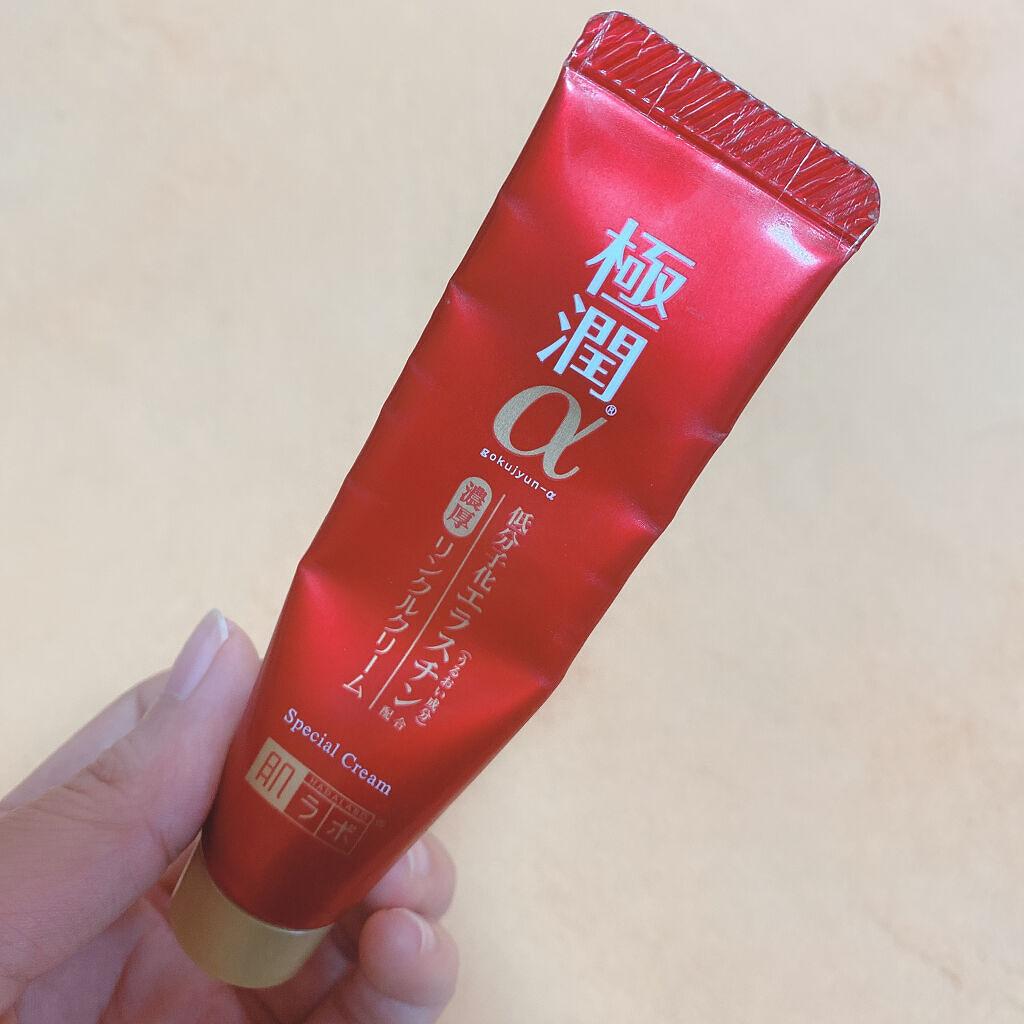 極潤
α®
gokujyun-α
低分子化エラスチン(うるおい成分)配合
濃厚リンクルクリーム
Special Cream
HADALABO
肌ラボ®